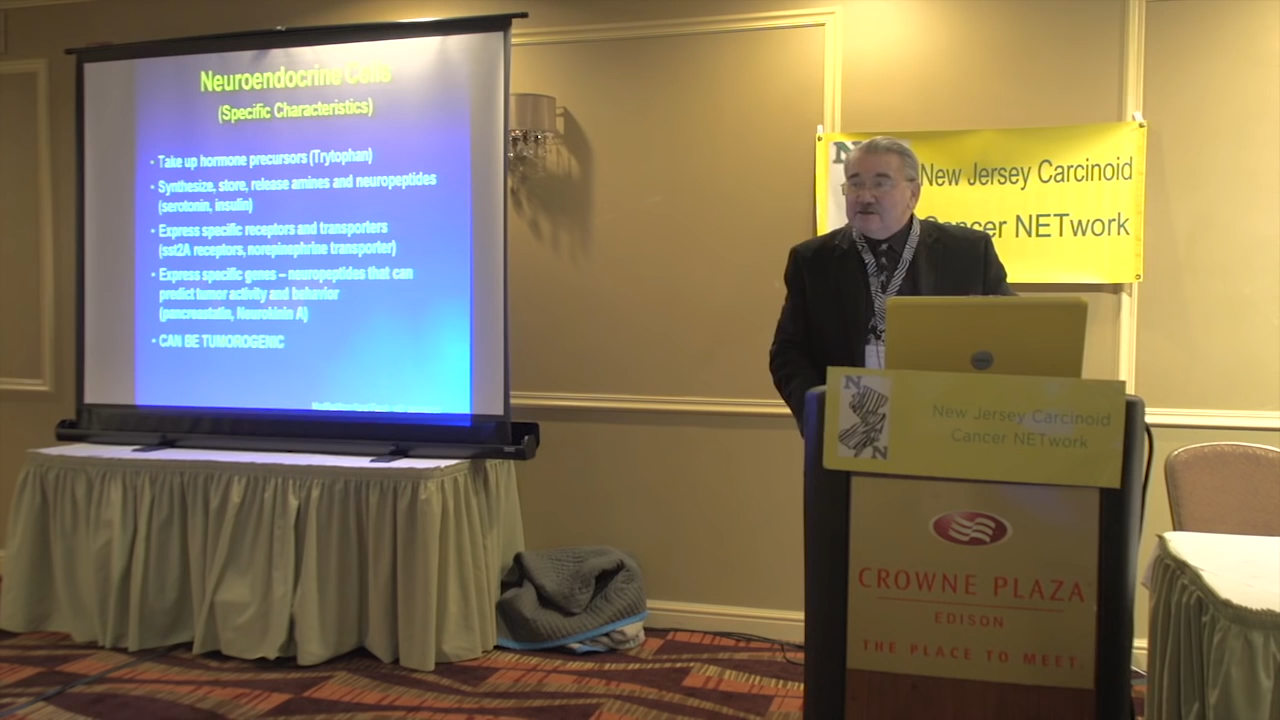 Neuroendocrine Cells
(Specific Characteristics)
• Take up hormone precursors (Trytophan)
• Synthesize, store, release amines and neuropeptides
(serotonin, insulin)
• Express specific receptors and transporters
(sst2A receptors, norepinephrine transporter)
• Express specific genes – neuropeptides that can
predict tumor activity and behavior
(pancreastatin, Neurokinin A)
• CAN BE TUMOROGENIC
N
New Jersey Carcinoid
Cancer NETwork
N
New Jersey Carcinoid
Cancer NETwork
N
CROWNE PLAZA
EDISON
THE PLACE TO MEET.